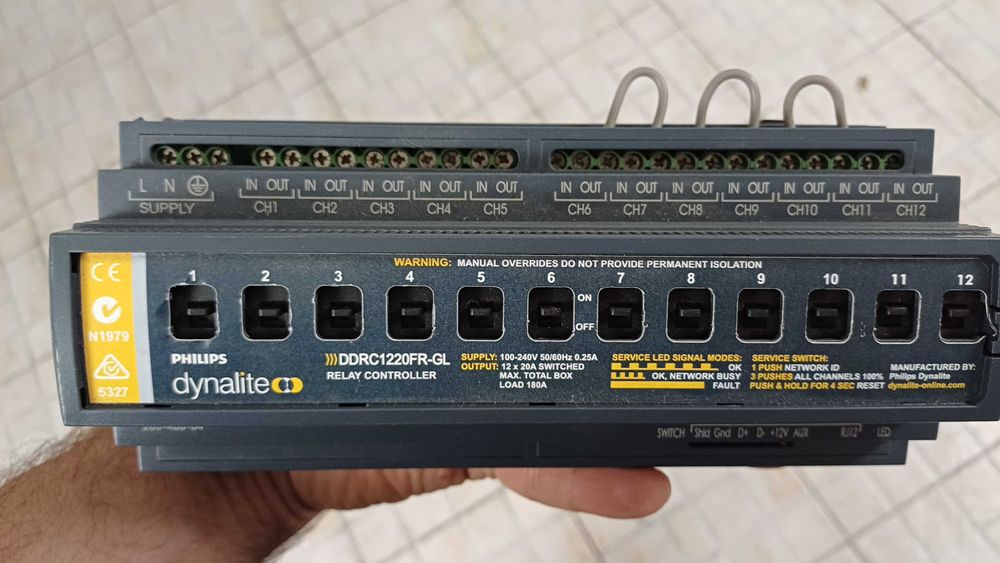 L N
SUPPLY
IN OUT IN OUT IN OUT IN OUT IN OUT IN OUT IN OUT IN OUT IN OUT IN OUT IN OUT IN OUT
CH1 CH2 CH3 CH4 CH5 CH6 CH7 CH8 CH9 CH10 CH11 CH12
WARNING: MANUAL OVERRIDES DO NOT PROVIDE PERMANENT ISOLATION
1 2 3 4 5 6 7 8 9 10 11 12
ON
OFF
CE
N1979
5327
PHILIPS
dynalite
DDRC1220FR-GL
RELAY CONTROLLER
SUPPLY: 100-240V 50/60Hz 0.25A
OUTPUT: 12 x 20A SWITCHED
MAX. TOTAL BOX
LOAD 180A
SERVICE LED SIGNAL MODES:
OK
OK, NETWORK BUSY
FAULT
SERVICE SWITCH:
1 PUSH NETWORK ID
3 PUSHES ALL CHANNELS 100%
PUSH & HOLD FOR 4 SEC RESET
MANUFACTURED BY:
Philips Dynalite
dynalite-online.com
SWITCH Shld Gnd D+ D- +12V AUX RJ12 LED